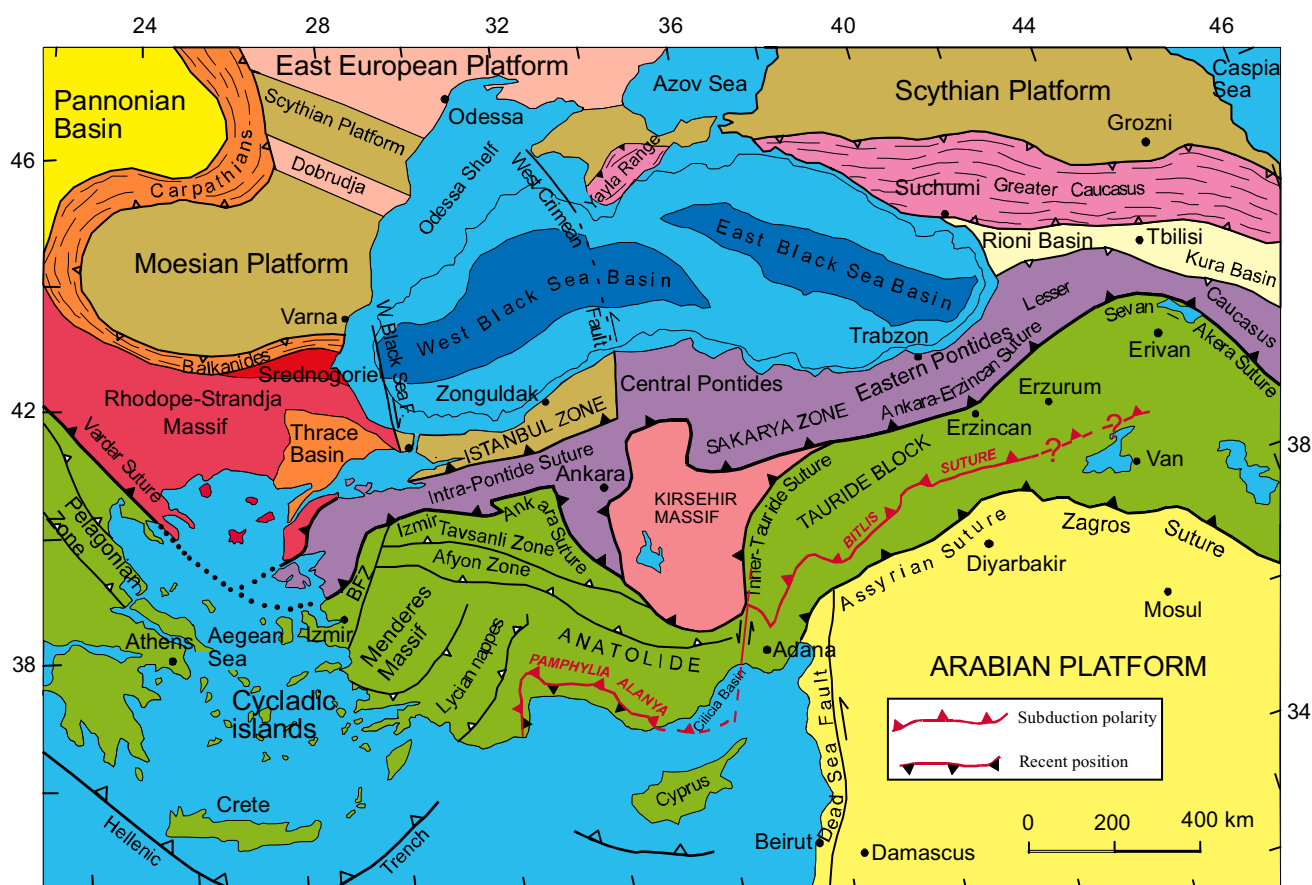 24 28 32 36 40 44 46
East European Platform
Azov Sea
Caspia
Sea
Pannonian
Basin
Scythian Platform
Scythian Platform
Odessa
Grozni
46
Dobrudja
Carpathians
Odessa Shelf
West Crimean
Fault
Yayla Range
Suchumi
Greater Caucasus
Rioni Basin
Tbilisi
Kura Basin
Moesian Platform
East Black Sea Basin
West Black Sea Basin
Lesser
Caucasus
Varna
W. Black Sea F.
Trabzon
Sevan
Akera Suture
Erivan
Balkanides
Srednogorie
Zonguldak
Central Pontides
Eastern Pontides
Ankara-Erzincan Suture
Erzurum
Rhodope-Strandja
Massif
42
ISTANBUL ZONE
SAKARYA ZONE
Erzincan
38
Thrace
Basin
Vardar Suture
Intra-Pontide Suture
Ankara
SUTURE
?
?
Van
KIRSEHIR
MASSIF
Inner-Tauride Suture
TAURIDE BLOCK
BITLIS
Pelagonian
Zone
Izmir
Ankara Suture
Tavsanli Zone
Afyon Zone
Assyrian Suture
Zagros
Suture
Diyarbakir
BFZ
Mosul
Menderes
Massif
Athens
Aegean
Sea
Izmir
ANATOLIDE
Adana
38
Lycian nappes
PAMPHYLIA
ALANYA
ARABIAN PLATFORM
Cilicia Basin
Cycladic
islands
Dead Sea Fault
Subduction polarity
34
Recent position
Cyprus
Crete
Hellenic
Trench
Beirut
Damascus
0 200 400 km